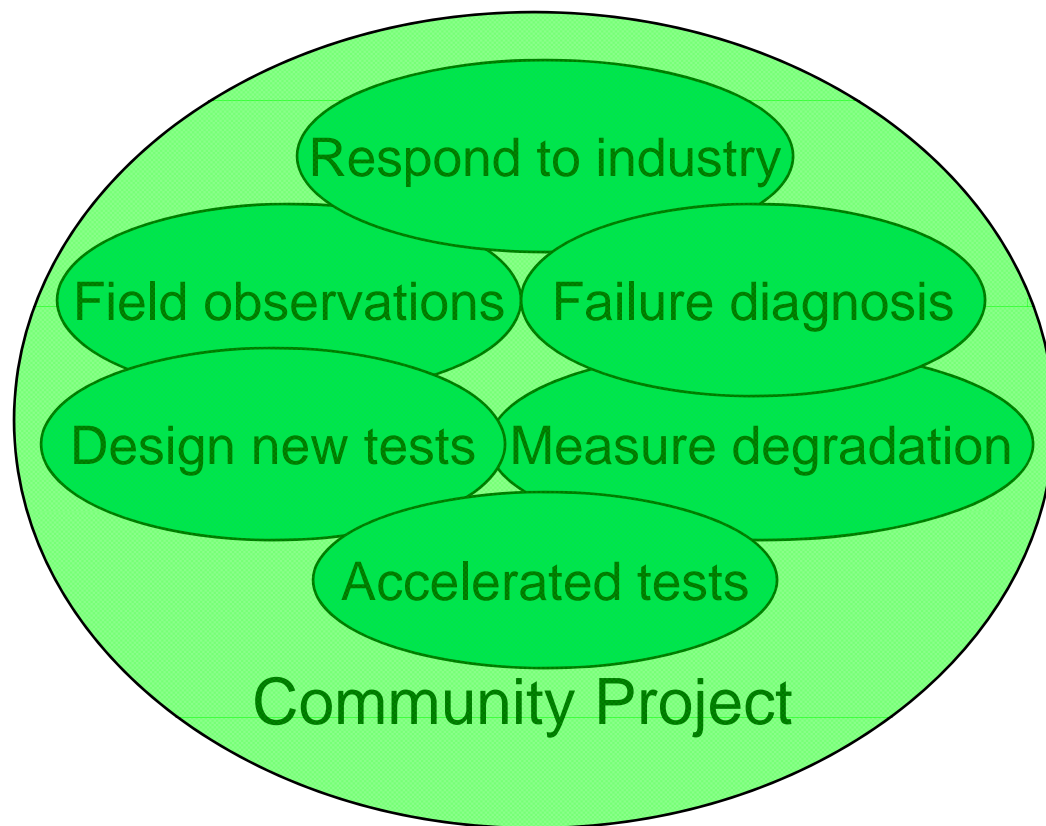 Respond to industry
Field observations
Failure diagnosis
Design new tests
Measure degradation
Accelerated tests
Community Project